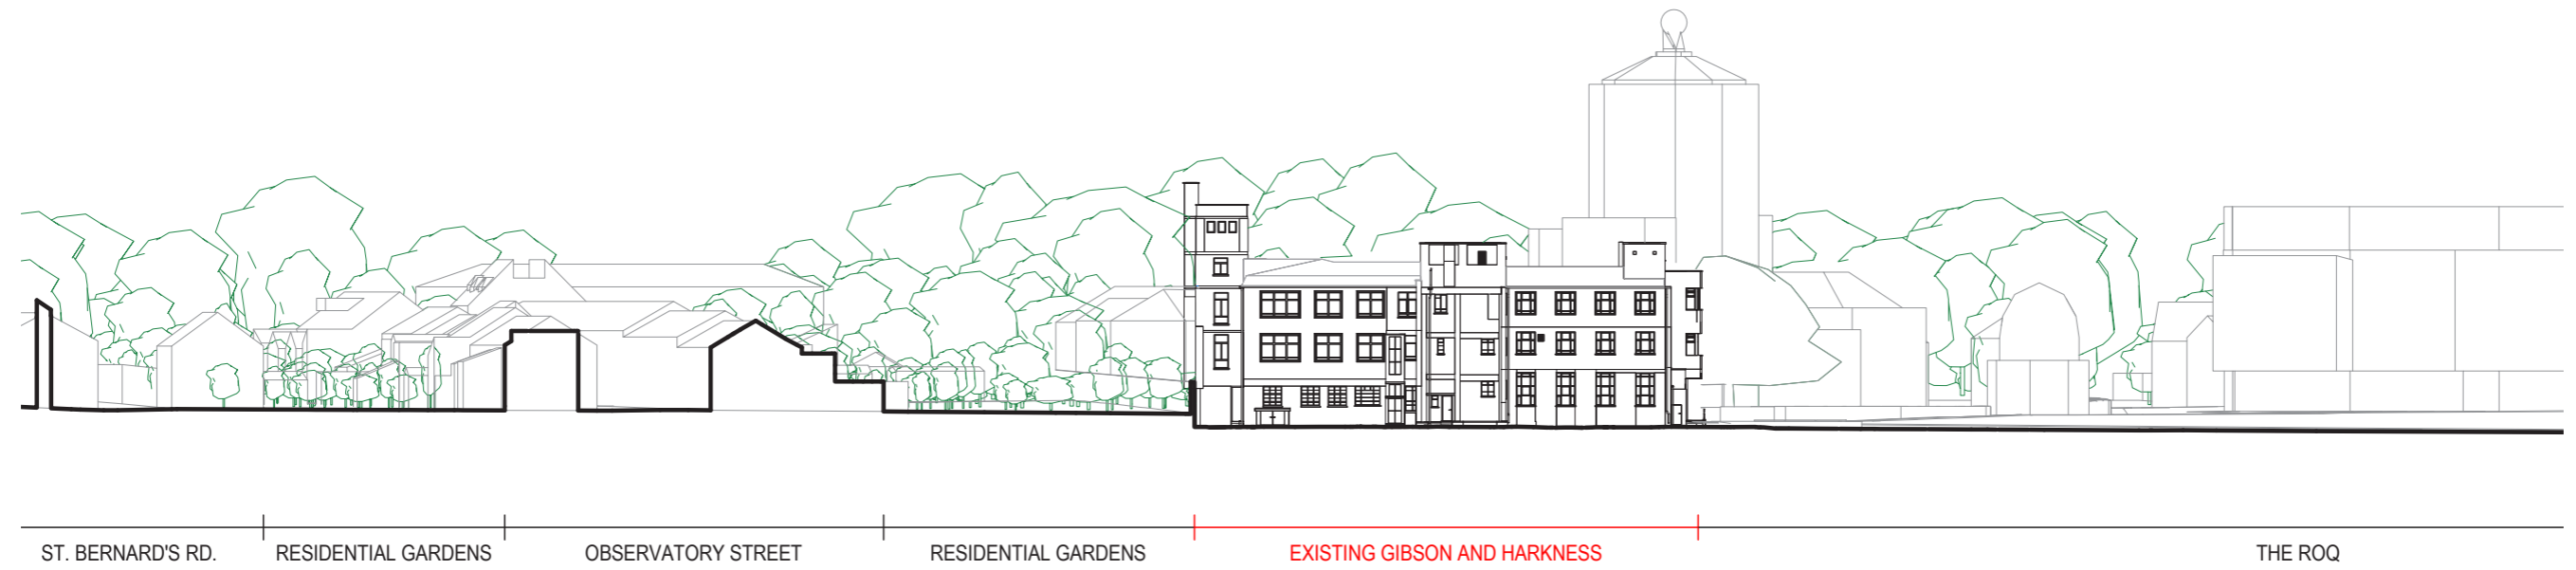 ST. BERNARD'S RD.
RESIDENTIAL GARDENS
OBSERVATORY STREET
RESIDENTIAL GARDENS
EXISTING GIBSON AND HARKNESS
THE ROQ